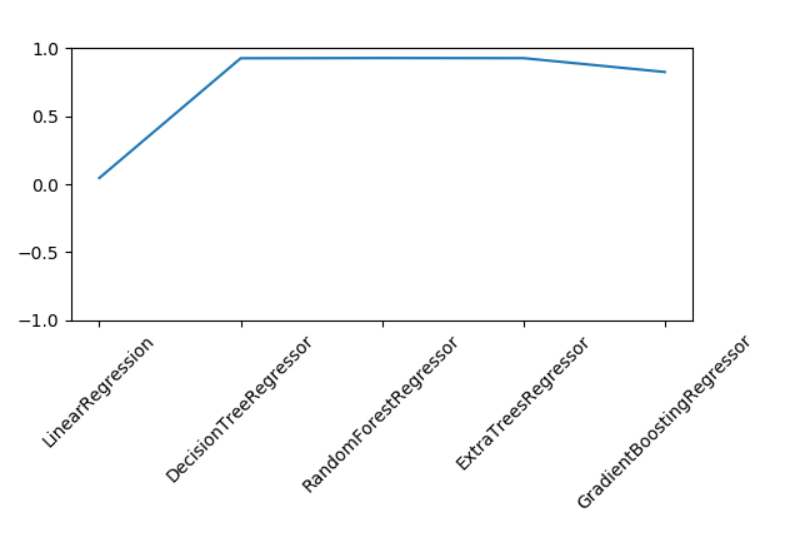 1.0
0.5
0.0
−0.5
−1.0
LinearRegression
DecisionTreeRegressor
RandomForestRegressor
ExtraTreesRegressor
GradientBoostingRegressor